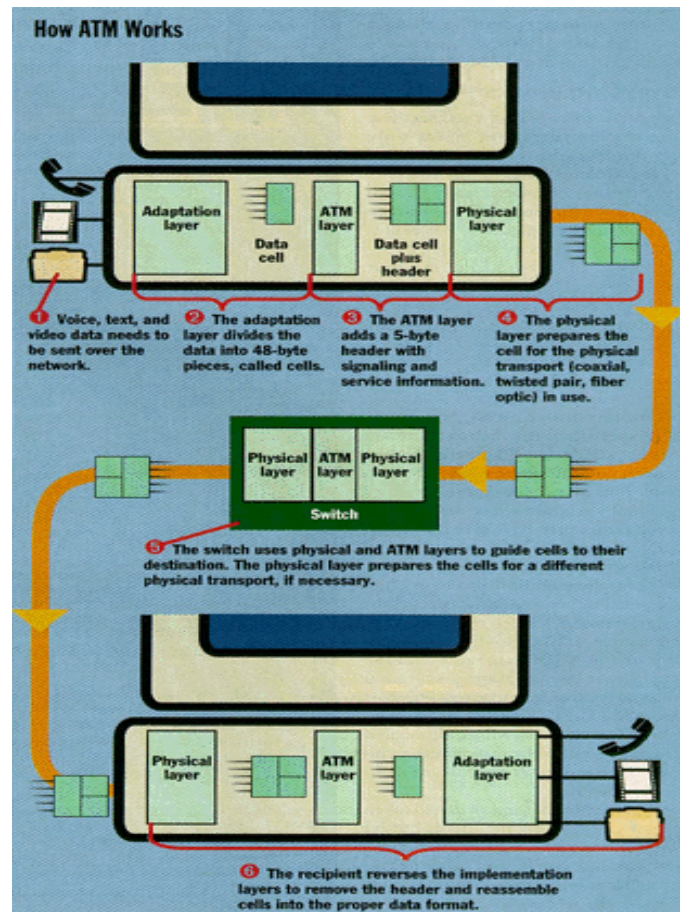 How ATM Works
Adaptation
layer
Data
cell
ATM
layer
Data cell
plus
header
Physical
layer
1 Voice, text, and
video data needs to
be sent over the
network.
2 The adaptation
layer divides the
data into 48-byte
pieces, called cells.
3 The ATM layer
adds a 5-byte
header with
signaling and
service information.
4 The physical
layer prepares the
cell for the physical
transport (coaxial,
twisted pair, fiber
optic) in use.
Physical
layer
ATM
layer
Physical
layer
Switch
5 The switch uses physical and ATM layers to guide cells to their
destination. The physical layer prepares the cells for a different
physical transport, if necessary.
Physical
layer
ATM
layer
Adaptation
layer
6 The recipient reverses the implementation
layers to remove the header and reassemble
cells into the proper data format.